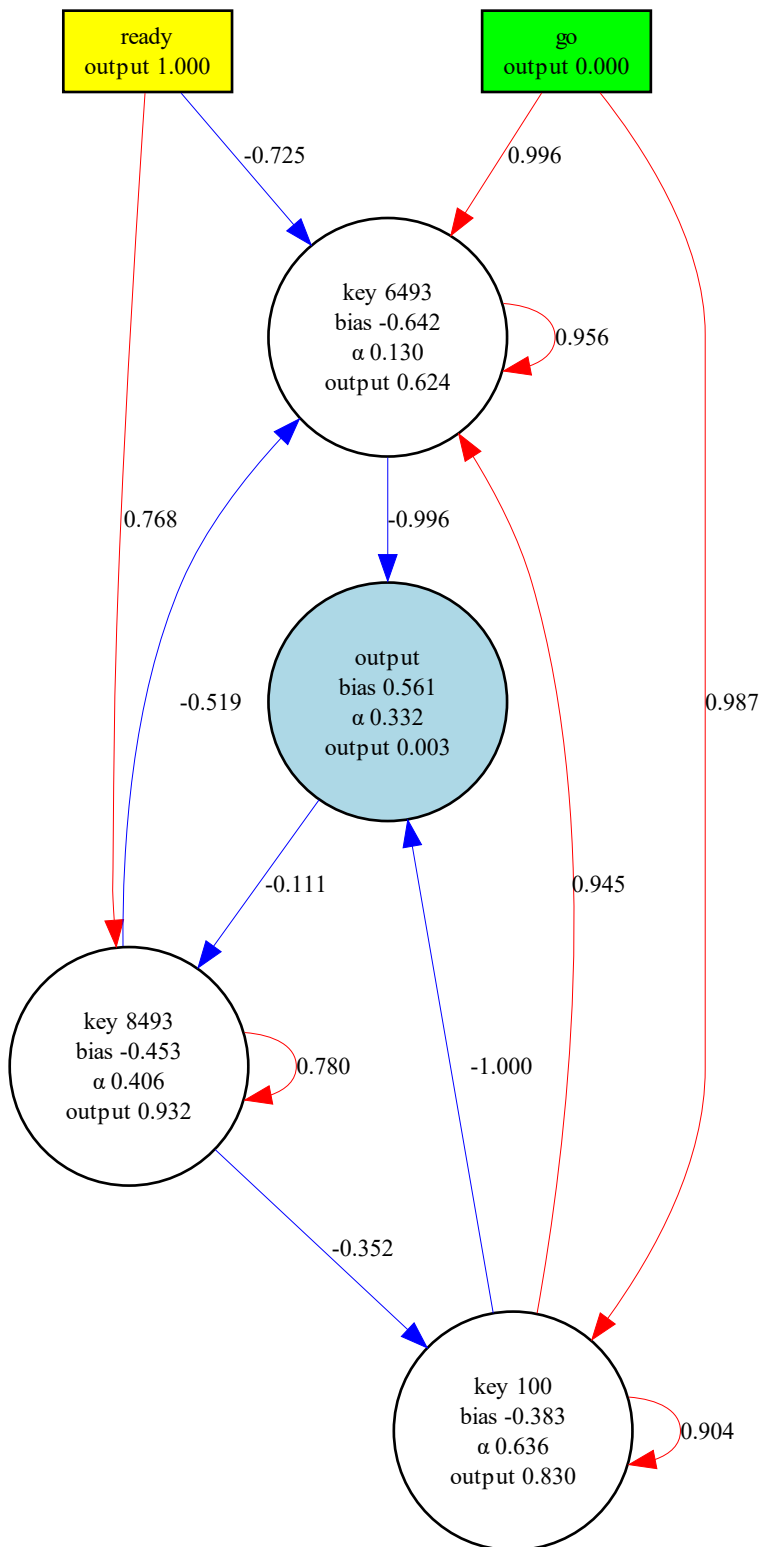 ready
output 1.000
go
output 0.000
-0.725
0.996
key 6493
bias -0.642
α 0.130
output 0.624
0.956
0.768
-0.996
-0.519
output
bias 0.561
α 0.332
output 0.003
0.987
-0.111
0.945
key 8493
bias -0.453
α 0.406
output 0.932
0.780
-1.000
-0.352
key 100
bias -0.383
α 0.636
output 0.830
0.904